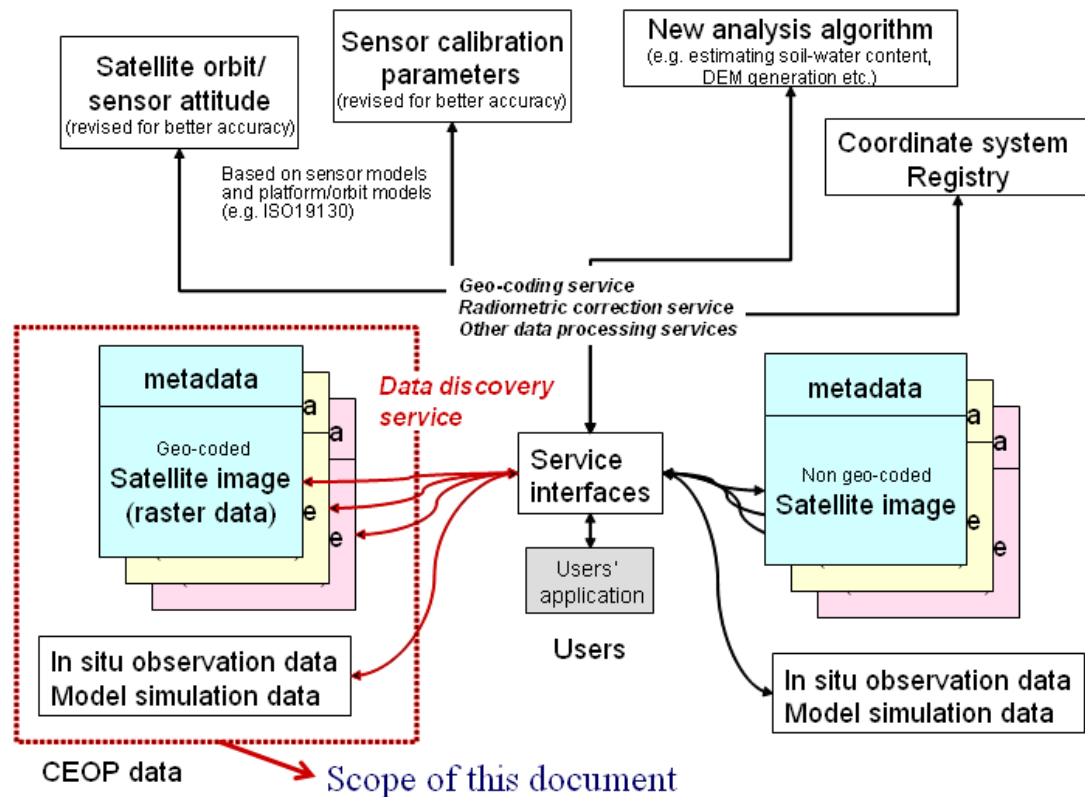 New analysis algorithm
(e.g. estimating soil-water content,
DEM generation etc.)
Sensor calibration
parameters
(revised for better accuracy)
Satellite orbit/
sensor attitude
(revised for better accuracy)
Coordinate system
Registry
Based on sensor models
and platform/orbit models
(e.g. ISO19130)
Geo-coding service
Radiometric correction service
Other data processing services
metadata
a
a
Geo-coded
Satellite image
(raster data)
e
e
Data discovery
service
Service
interfaces
Users'
application
Users
metadata
a
a
Non geo-coded
Satellite image
e
e
In situ observation data
Model simulation data
In situ observation data
Model simulation data
CEOP data
Scope of this document